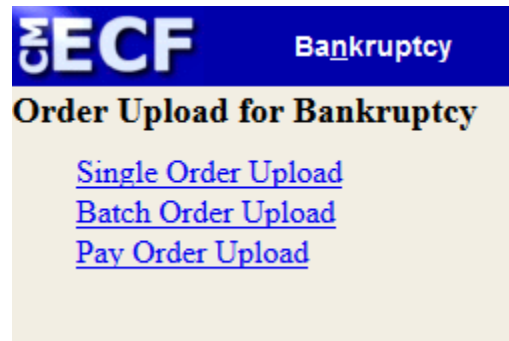 CM ECF Bankruptcy
Order Upload for Bankruptcy
Single Order Upload
Batch Order Upload
Pay Order Upload